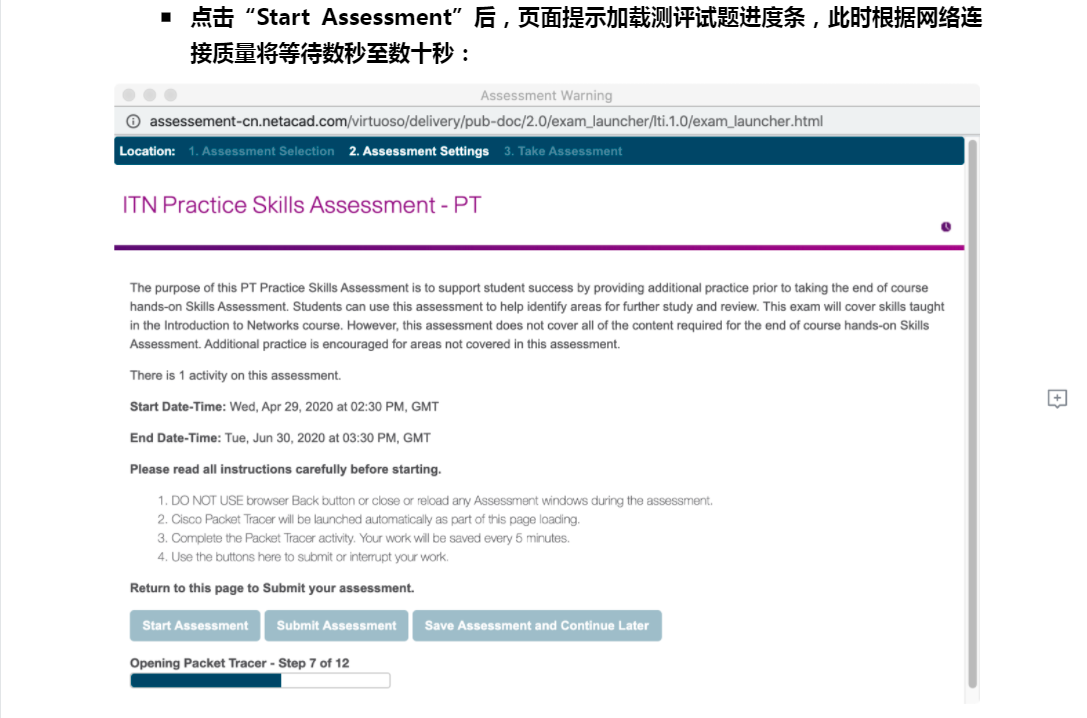 点击“Start Assessment”后，页面提示加载测评试题进度条，此时根据网络连
接质量将等待数秒至数十秒：
Assessment Warning
assessement-cn.netacad.com/virtuoso/delivery/pub-doc/2.0/exam_launcher/lti.1.0/exam_launcher.html
Location: 1. Assessment Selection 2. Assessment Settings 3. Take Assessment
ITN Practice Skills Assessment - PT
The purpose of this PT Practice Skills Assessment is to support student success by providing additional practice prior to taking the end of course
hands-on Skills Assessment. Students can use this assessment to help identify areas for further study and review. This exam will cover skills taught
in the Introduction to Networks course. However, this assessment does not cover all of the content required for the end of course hands-on Skills
Assessment. Additional practice is encouraged for areas not covered in this assessment.
There is 1 activity on this assessment.
Start Date-Time: Wed, Apr 29, 2020 at 02:30 PM, GMT
End Date-Time: Tue, Jun 30, 2020 at 03:30 PM, GMT
Please read all instructions carefully before starting.
1. DO NOT USE browser Back button or close or reload any Assessment windows during the assessment.
2. Cisco Packet Tracer will be launched automatically as part of this page loading.
3. Complete the Packet Tracer activity. Your work will be saved every 5 minutes.
4. Use the buttons here to submit or interrupt your work.
Return to this page to Submit your assessment.
Start Assessment Submit Assessment Save Assessment and Continue Later
Opening Packet Tracer - Step 7 of 12